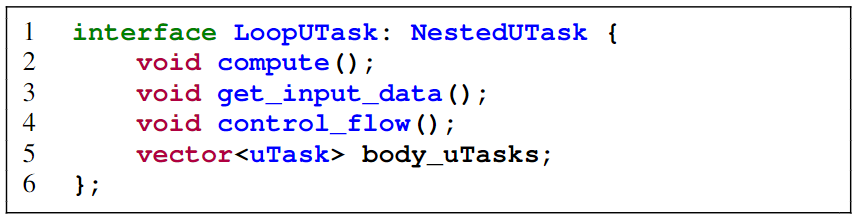 1 interface LoopUTask: NestedUTask {
2 void compute();
3 void get_input_data();
4 void control_flow();
5 vector<uTask> body_uTasks;
6 };